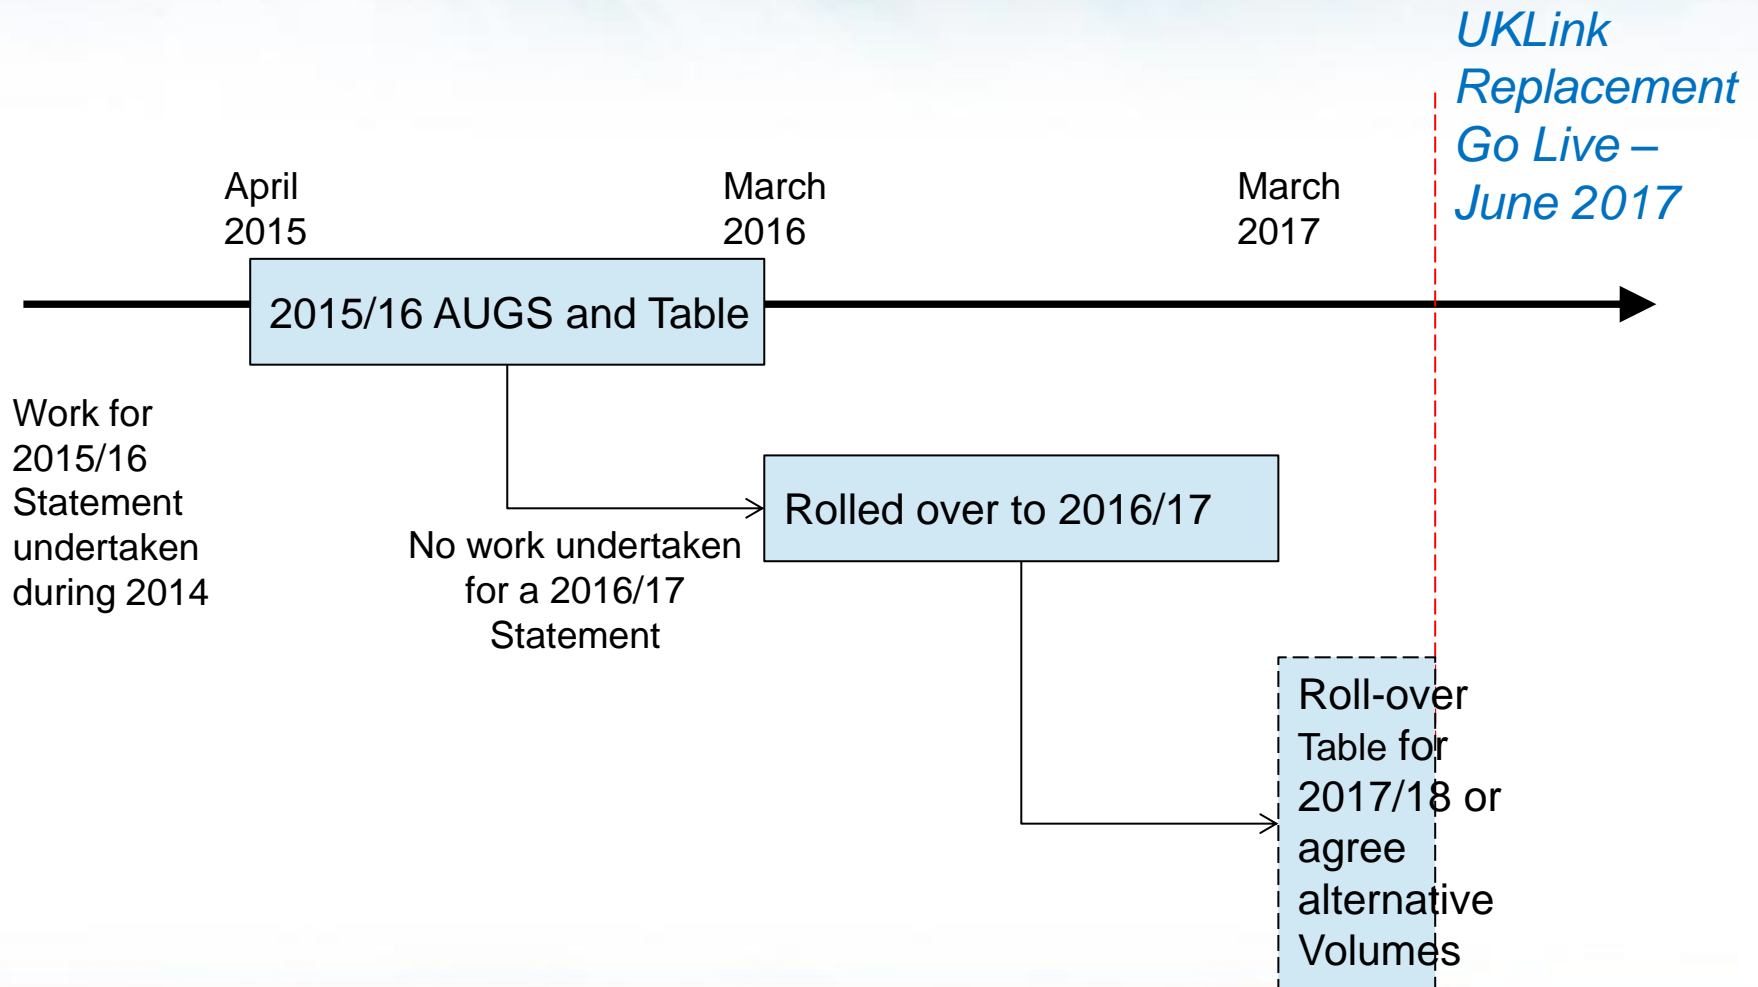 UKLink
Replacement
Go Live –
June 2017
April
2015
March
2016
March
2017
2015/16 AUGS and Table
Work for
2015/16
Statement
undertaken
during 2014
Rolled over to 2016/17
No work undertaken
for a 2016/17
Statement
Roll-over
Table for
2017/18 or
agree
alternative
Volumes